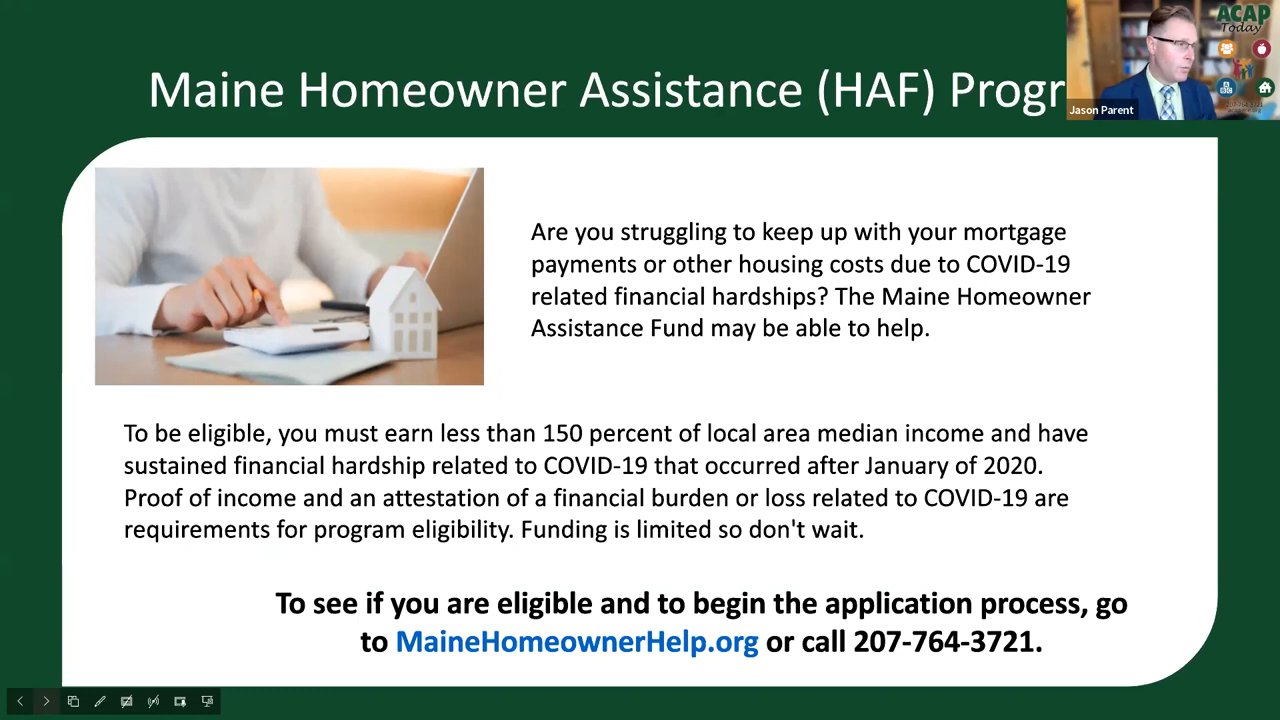 Maine Homeowner Assistance (HAF) Progr
ACAP
Today
Jason Parent
Are you struggling to keep up with your mortgage
payments or other housing costs due to COVID-19
related financial hardships? The Maine Homeowner
Assistance Fund may be able to help.
To be eligible, you must earn less than 150 percent of local area median income and have
sustained financial hardship related to COVID-19 that occurred after January of 2020.
Proof of income and an attestation of a financial burden or loss related to COVID-19 are
requirements for program eligibility. Funding is limited so don't wait.
To see if you are eligible and to begin the application process, go
to MaineHomeownerHelp.org or call 207-764-3721.